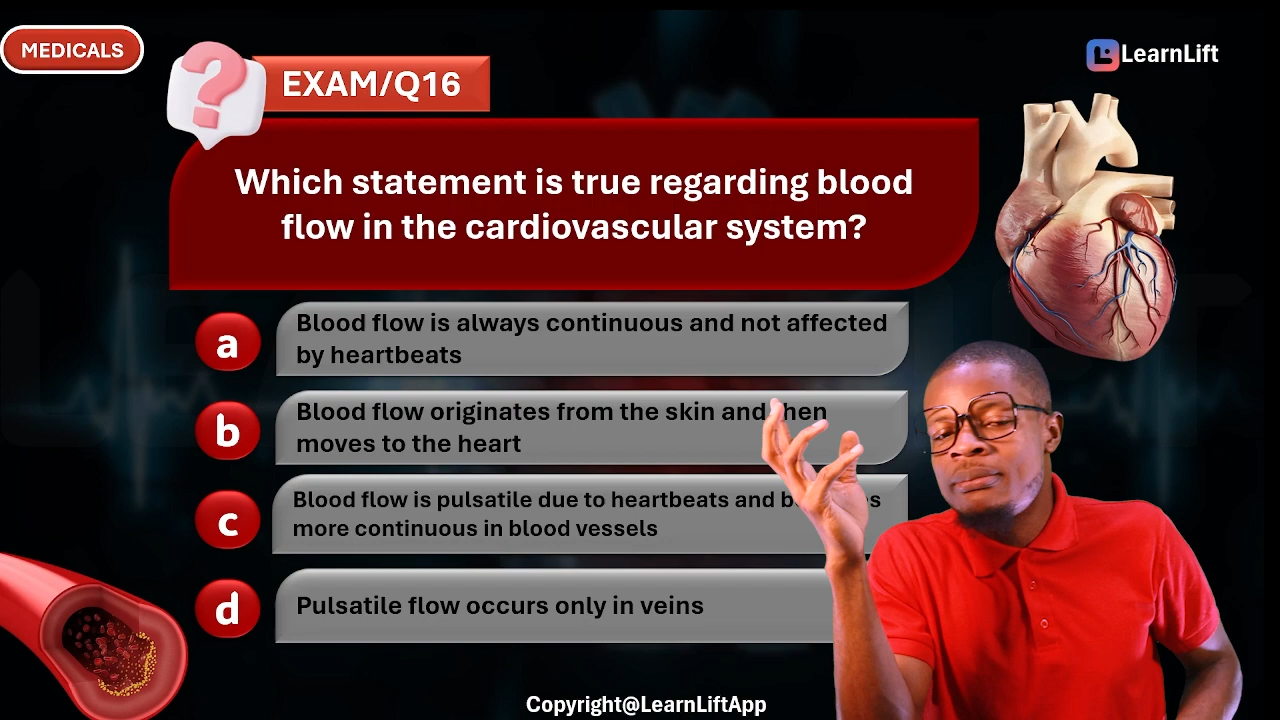 MEDICALS
LearnLift
EXAM/Q16
Which statement is true regarding blood
flow in the cardiovascular system?
a
Blood flow is always continuous and not affected
by heartbeats
b
Blood flow originates from the skin and
moves to the heart
c
Blood flow is pulsatile due to heartbeats and
more continuous in blood vessels
d
Pulsatile flow occurs only in veins
Copyright@LearnLiftApp